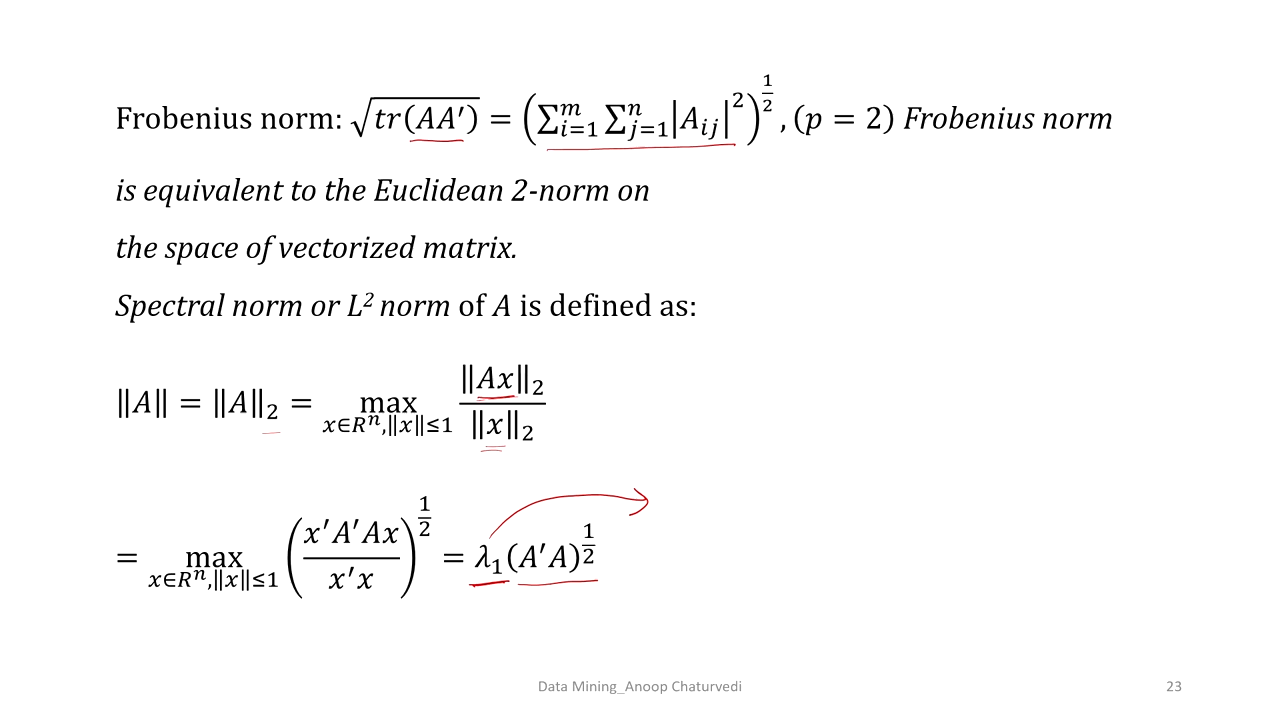 Frobenius norm: √tr(AA′) = (∑ᵢ₌₁ᵐ ∑ⱼ₌₁ⁿ |Aᵢⱼ|²)^(1/2), (p = 2) Frobenius norm
is equivalent to the Euclidean 2-norm on
the space of vectorized matrix.
Spectral norm or L² norm of A is defined as:
‖A‖ = ‖A‖₂ = max_{x∈Rⁿ,‖x‖≤1} ‖Ax‖₂ / ‖x‖₂
= max_{x∈Rⁿ,‖x‖≤1} (x′A′Ax / x′x)^(1/2) = λ₁(A′A)^(1/2)
Data Mining_Anoop Chaturvedi
23